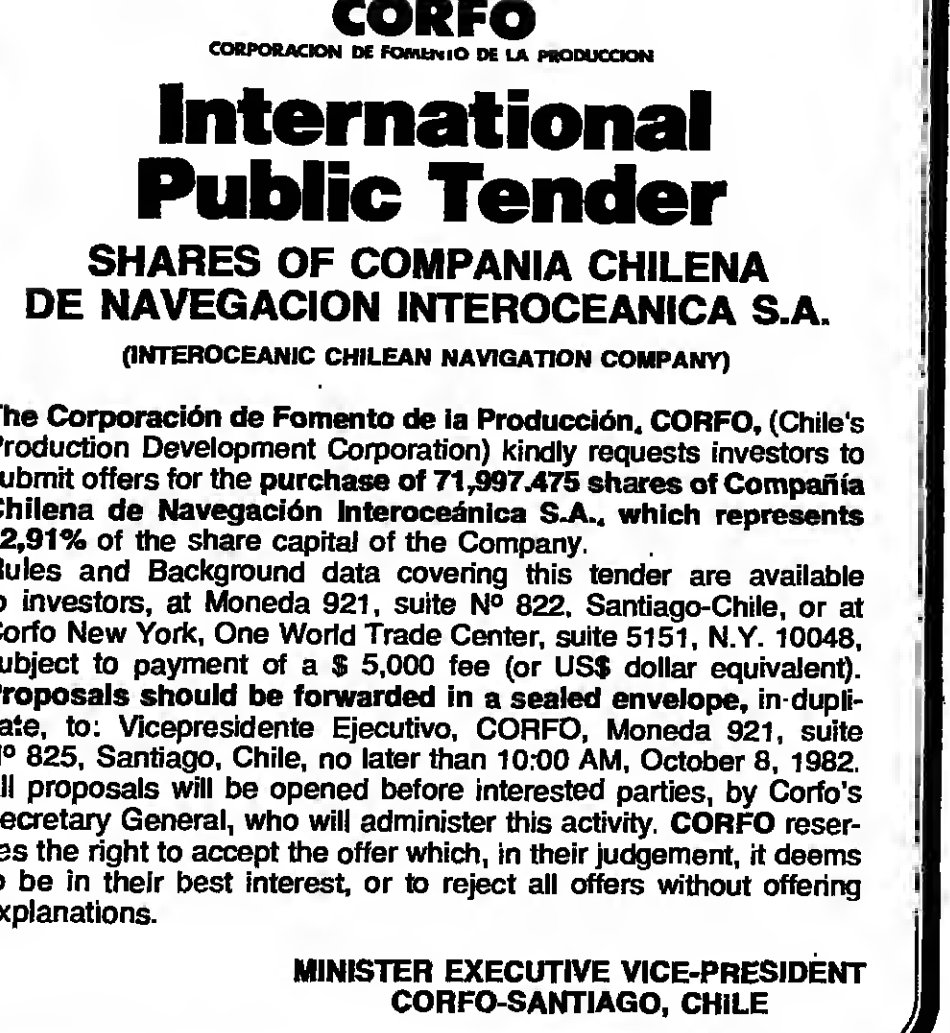 CORFO
CORPORACION DE FOMENTO DE LA PRODUCCION
International
Public Tender
SHARES OF COMPANIA CHILENA
DE NAVEGACION INTEROCEANICA S.A.
(INTEROCEANIC CHILEAN NAVIGATION COMPANY)
he Corporación de Fomento de la Producción, CORFO, (Chile's
roduction Development Corporation) kindly requests investors to
ubmit offers for the purchase of 71,997.475 shares of Compañía
hilena de Navegación Interoceánica S.A., which represents
2,91% of the share capital of the Company.
ules and Background data covering this tender are available
o investors, at Moneda 921, suite Nº 822, Santiago-Chile, or at
orfo New York, One World Trade Center, suite 5151, N.Y. 10048,
ubject to payment of a $ 5,000 fee (or US$ dollar equivalent).
roposals should be forwarded in a sealed envelope, in-dupli-
ate, to: Vicepresidente Ejecutivo, CORFO, Moneda 921, suite
º 825, Santiago, Chile, no later than 10:00 AM, October 8, 1982.
ll proposals will be opened before interested parties, by Corfo's
ecretary General, who will administer this activity. CORFO reser-
es the right to accept the offer which, in their judgement, it deems
o be in their best interest, or to reject all offers without offering
xplanations.
MINISTER EXECUTIVE VICE-PRESIDENT
CORFO-SANTIAGO, CHILE